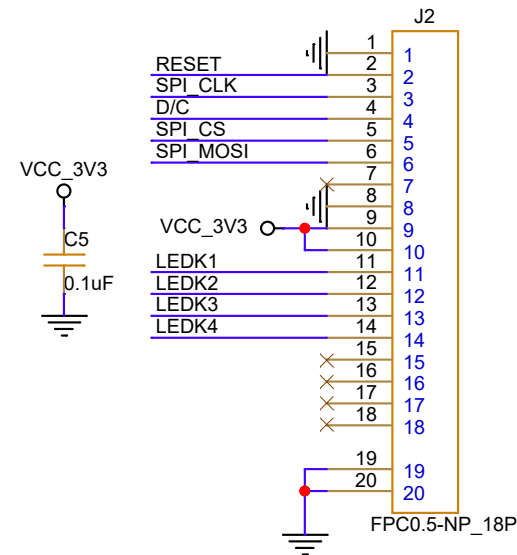 J2
1 1
RESET 2 2
SPI_CLK 3 3
D/C 4 4
SPI_CS 5 5
SPI_MOSI 6 6
7 7
8 8
VCC_3V3 9 9
10 10
LEDK1 11 11
LEDK2 12 12
LEDK3 13 13
LEDK4 14 14
15 15
16 16
17 17
18 18
19 19
20 20
FPC0.5-NP_18P
VCC_3V3
C5
0.1uF